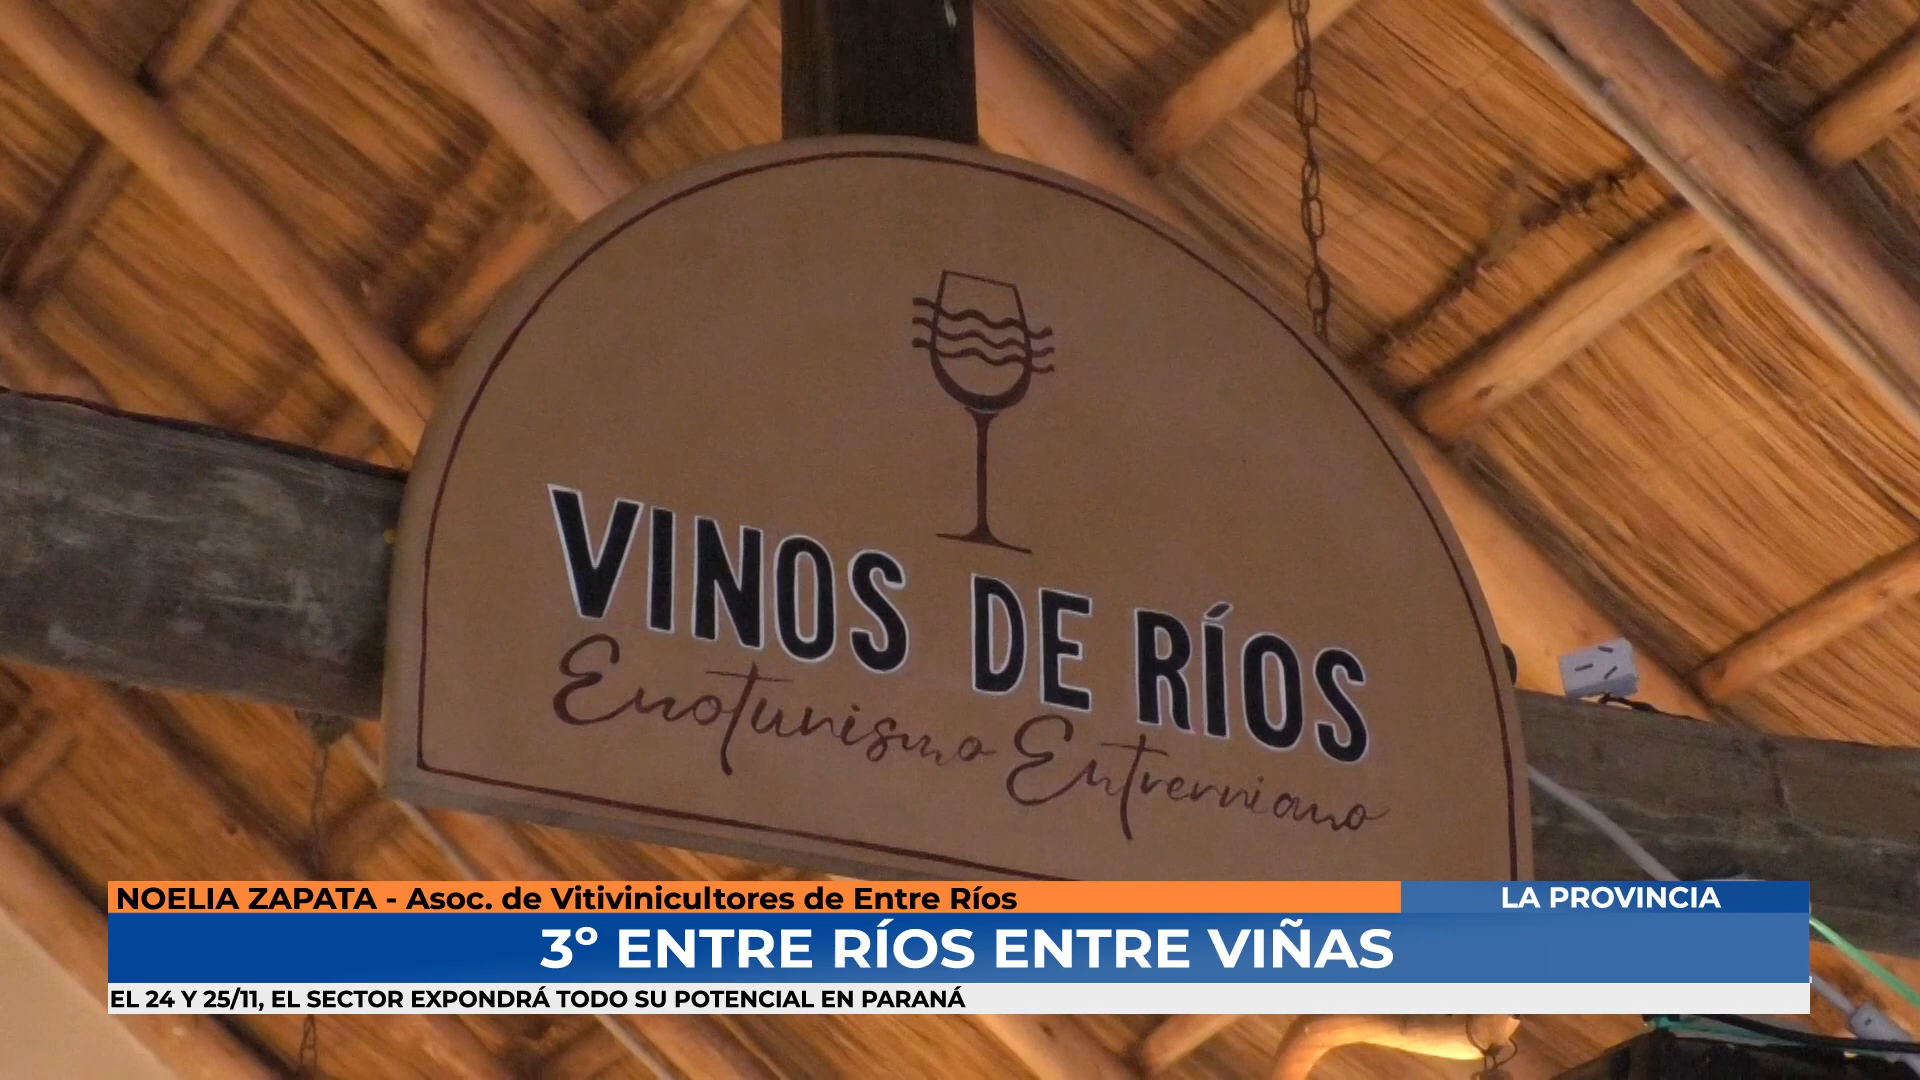 VINOS DE RÍOS
Enoturismo Entrerriano
NOELIA ZAPATA - Asoc. de Vitivinicultores de Entre Ríos
LA PROVINCIA
3º ENTRE RÍOS ENTRE VIÑAS
EL 24 Y 25/11, EL SECTOR EXPONDRÁ TODO SU POTENCIAL EN PARANÁ